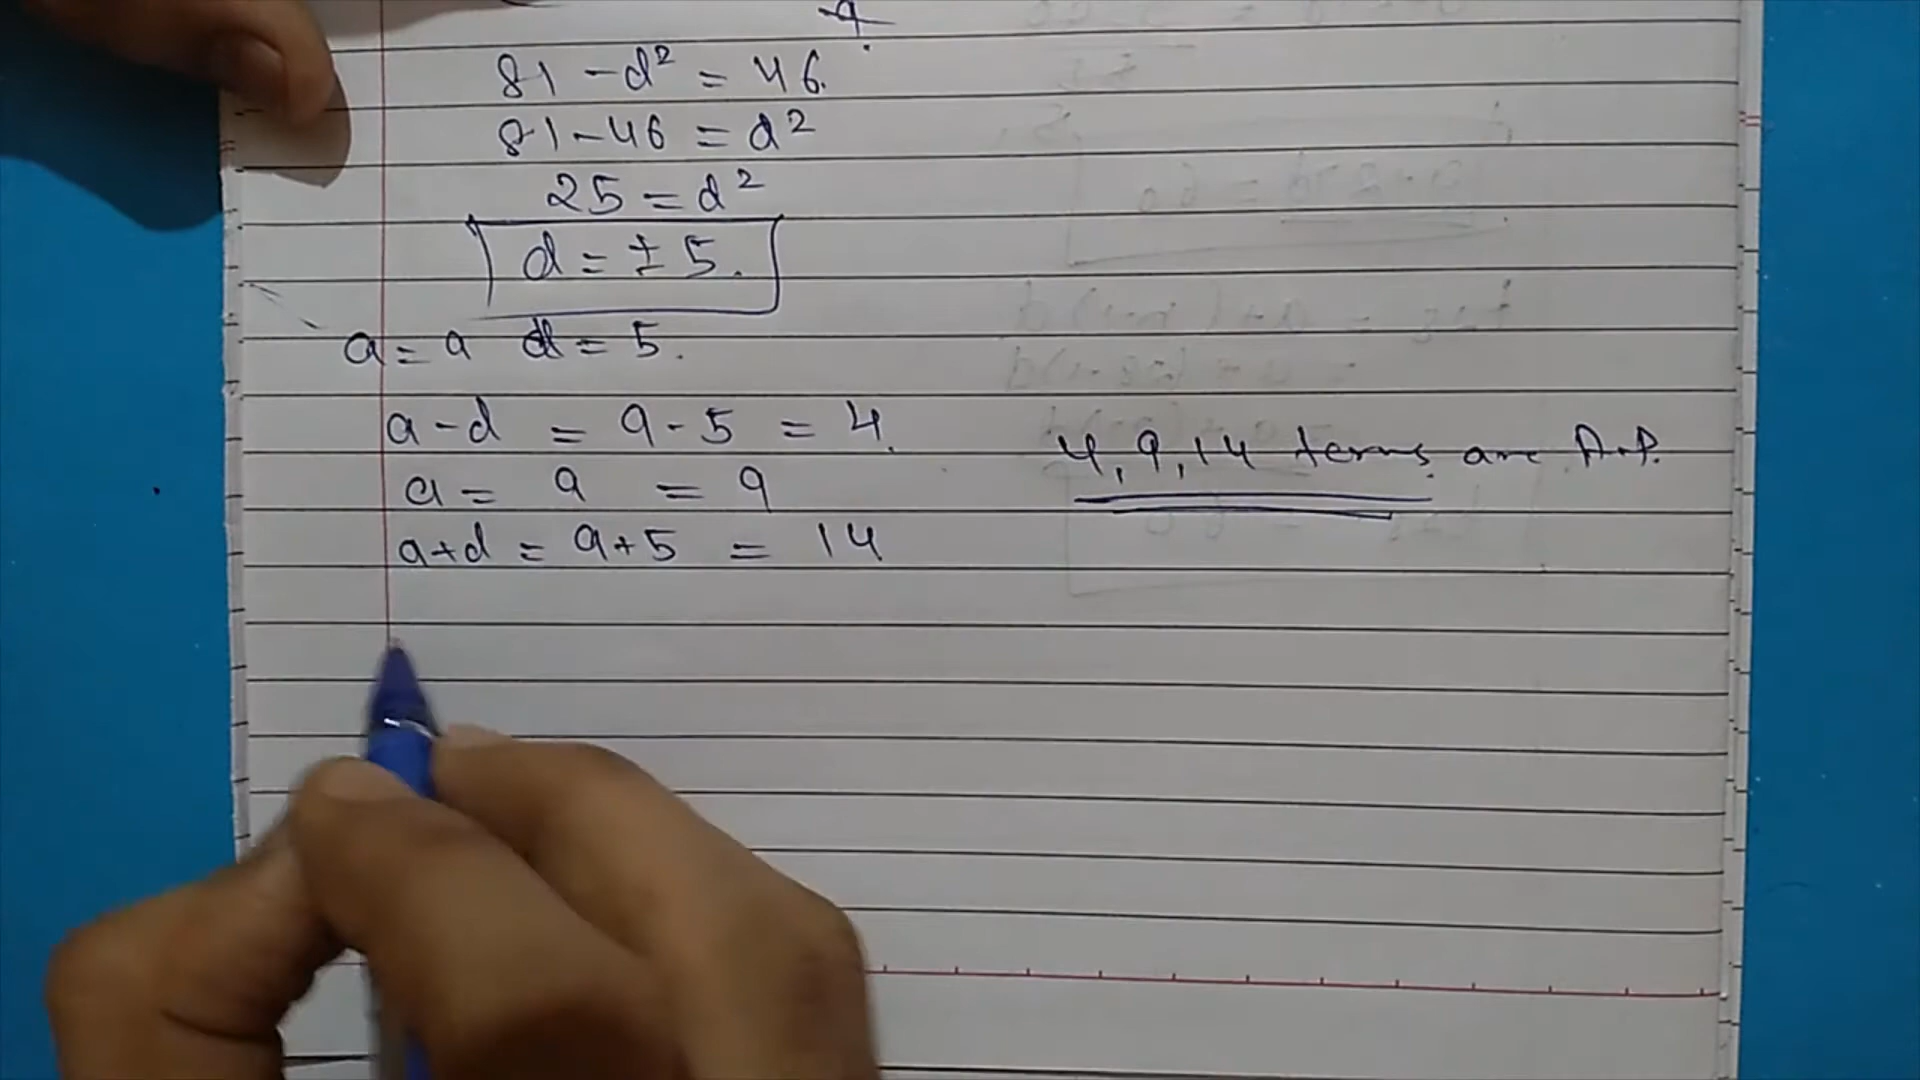 81 - d² = 46.
81 - 46 = d²
25 = d²
d = ± 5.
a = 9 d = 5.
a - d = 9 - 5 = 4.
a = 9 = 9
a + d = 9 + 5 = 14
4, 9, 14 terms are A.P.